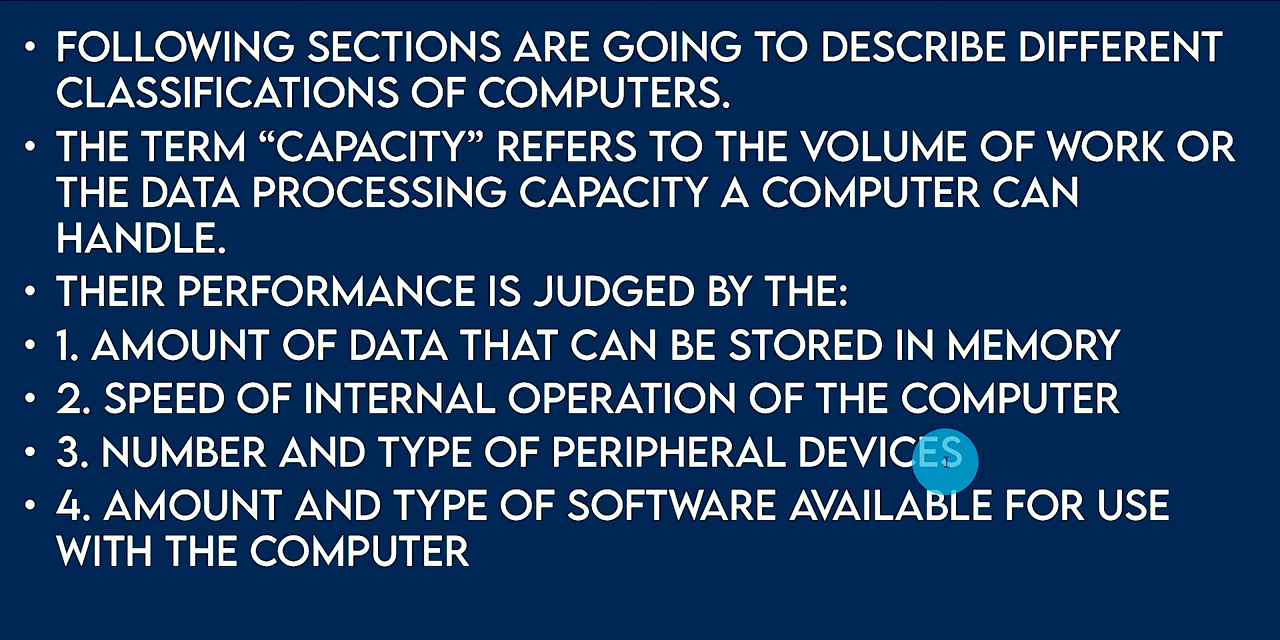 • FOLLOWING SECTIONS ARE GOING TO DESCRIBE DIFFERENT
CLASSIFICATIONS OF COMPUTERS.
• THE TERM “CAPACITY” REFERS TO THE VOLUME OF WORK OR
THE DATA PROCESSING CAPACITY A COMPUTER CAN
HANDLE.
• THEIR PERFORMANCE IS JUDGED BY THE:
• 1. AMOUNT OF DATA THAT CAN BE STORED IN MEMORY
• 2. SPEED OF INTERNAL OPERATION OF THE COMPUTER
• 3. NUMBER AND TYPE OF PERIPHERAL DEVICES
• 4. AMOUNT AND TYPE OF SOFTWARE AVAILABLE FOR USE
WITH THE COMPUTER